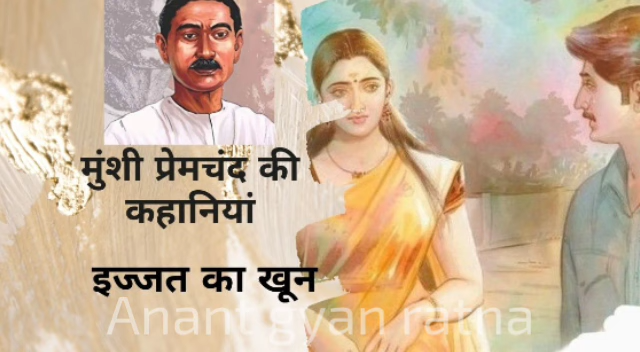 मुंशी प्रेमचंद की
कहानियां
इज्जत का खून
Anant gyan ratna